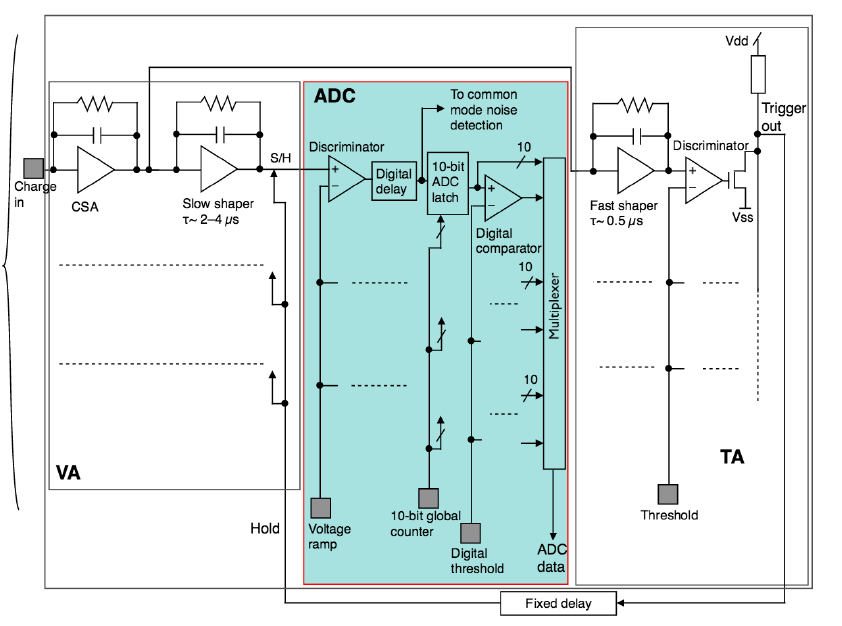 ADC
To common
mode noise
detection
Vdd
Trigger
out
S/H
Discriminator
10
Discriminator
Charge
in
CSA
Slow shaper
τ~ 2–4 µs
Digital
delay
10-bit
ADC
latch
Digital
comparator
Fast shaper
τ~ 0.5 µs
Vss
10
Multiplexer
10
VA
TA
Hold
Voltage
ramp
10-bit global
counter
Digital
threshold
ADC
data
Threshold
Fixed delay
+
−
+
−
+
−